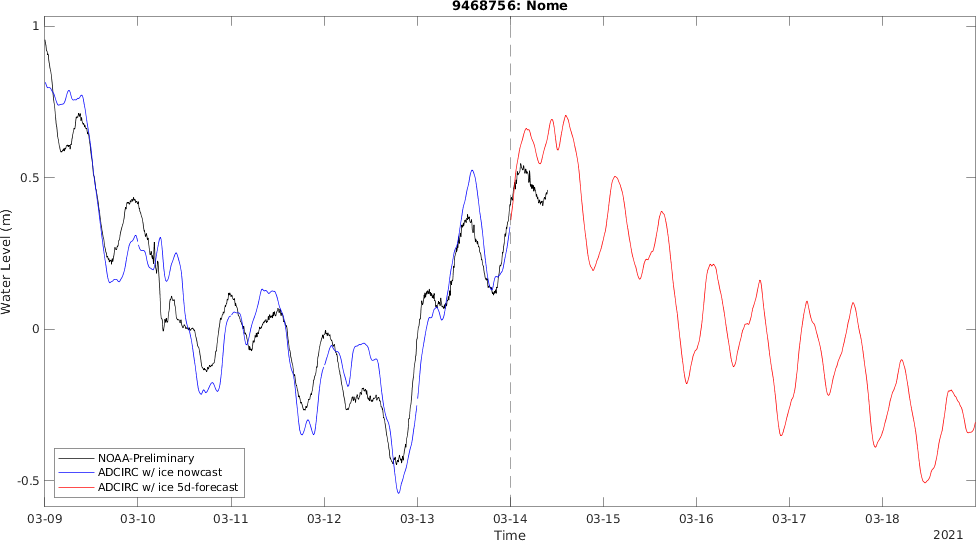 9468756: Nome
1
0.5
0
-0.5
Water Level (m)
NOAA-Preliminary
ADCIRC w/ ice nowcast
ADCIRC w/ ice 5d-forecast
03-09 03-10 03-11 03-12 03-13 03-14 03-15 03-16 03-17 03-18
Time
2021